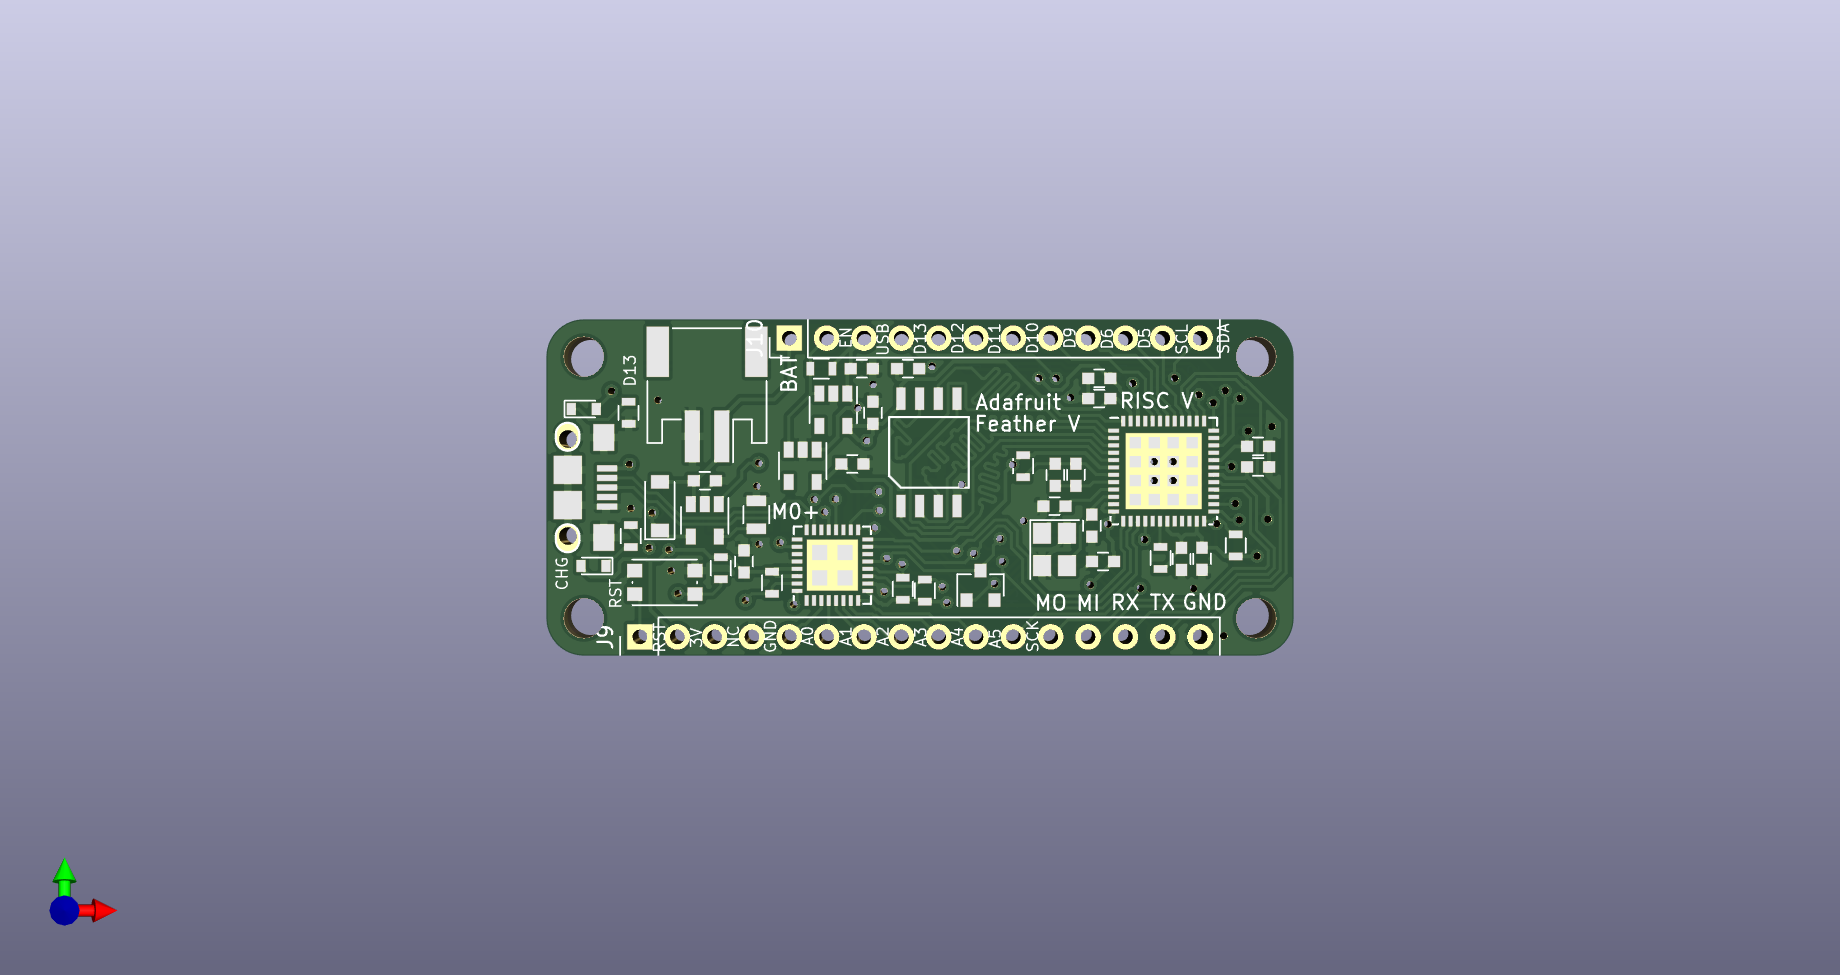 J10
BAT
EN
USB
D13
D12
D11
D10
D9
D6
D5
SCL
SDA
D13
Adafruit
Feather V
RISC V
M0+
CHG
RST
MO MI RX TX GND
J9
RST
3V
NC
GND
A0
A1
A2
A3
A4
A5
SCK